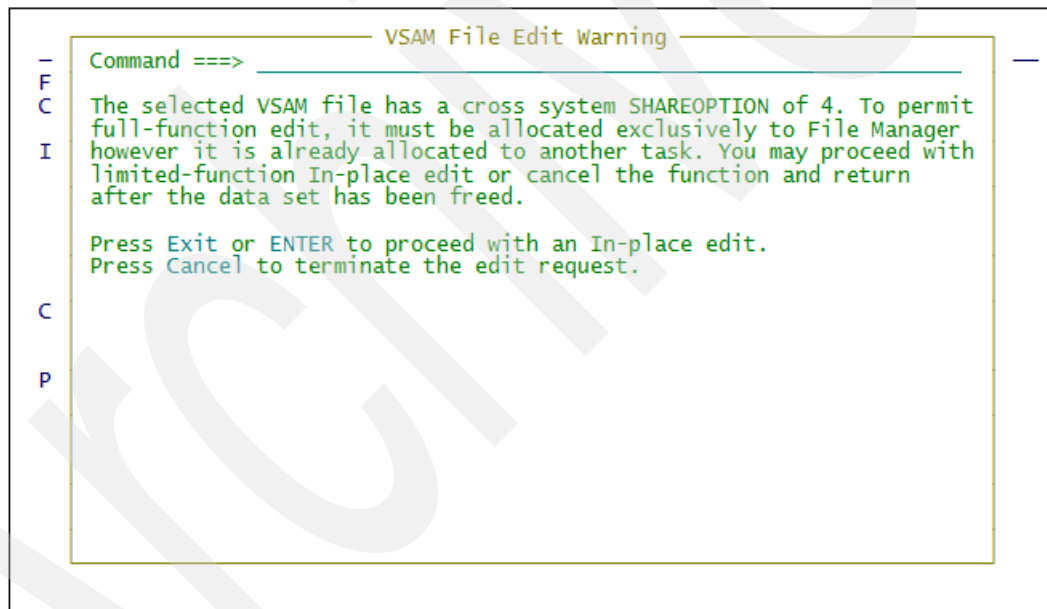 VSAM File Edit Warning
Command ===>
F
C The selected VSAM file has a cross system SHAREOPTION of 4. To permit
full-function edit, it must be allocated exclusively to File Manager
I however it is already allocated to another task. You may proceed with
limited-function In-place edit or cancel the function and return
after the data set has been freed.
Press Exit or ENTER to proceed with an In-place edit.
Press Cancel to terminate the edit request.
C
P